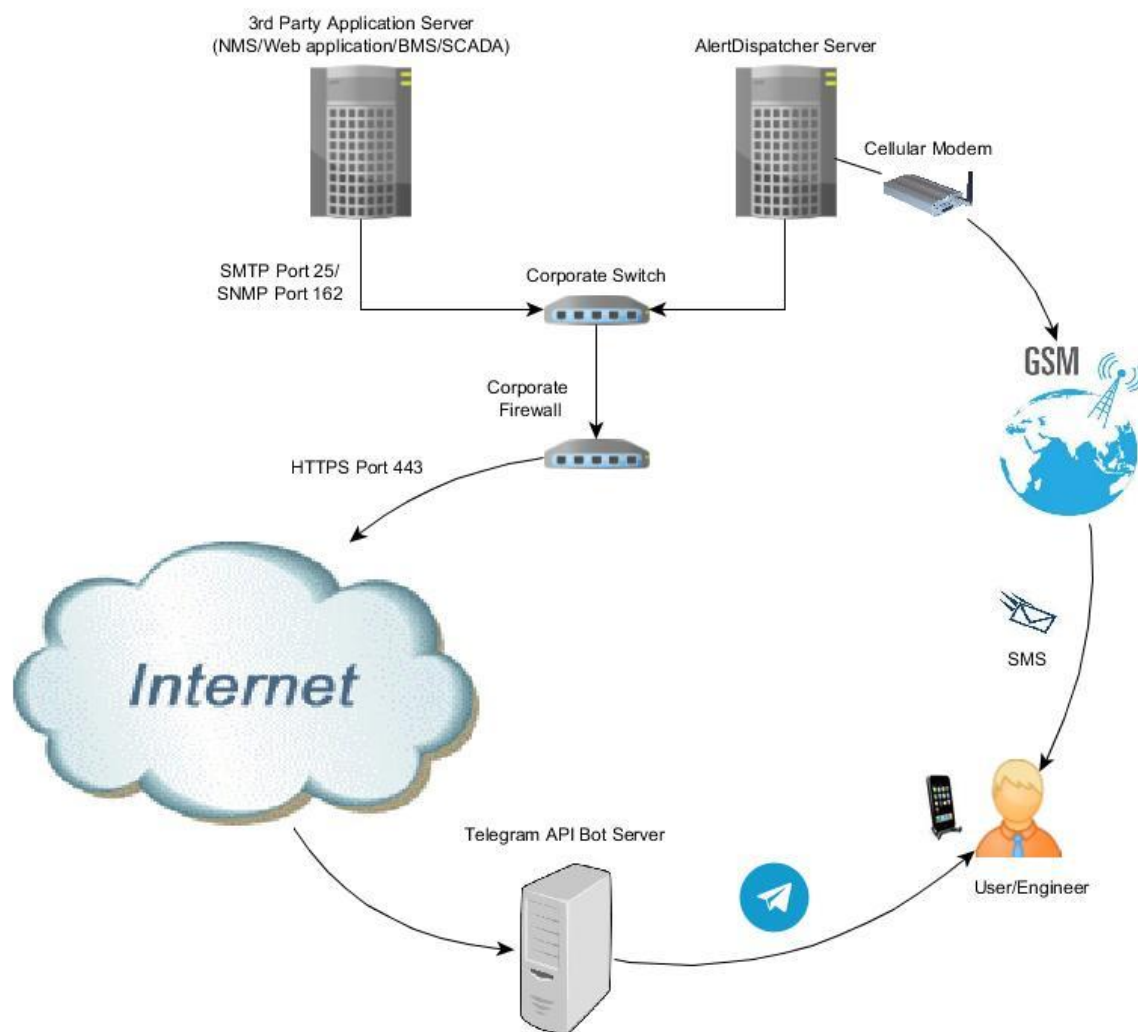 3rd Party Application Server
(NMS/Web application/BMS/SCADA)
AlertDispatcher Server
Cellular Modem
SMTP Port 25/
SNMP Port 162
Corporate Switch
GSM
Corporate
Firewall
HTTPS Port 443
Internet
SMS
Telegram API Bot Server
User/Engineer